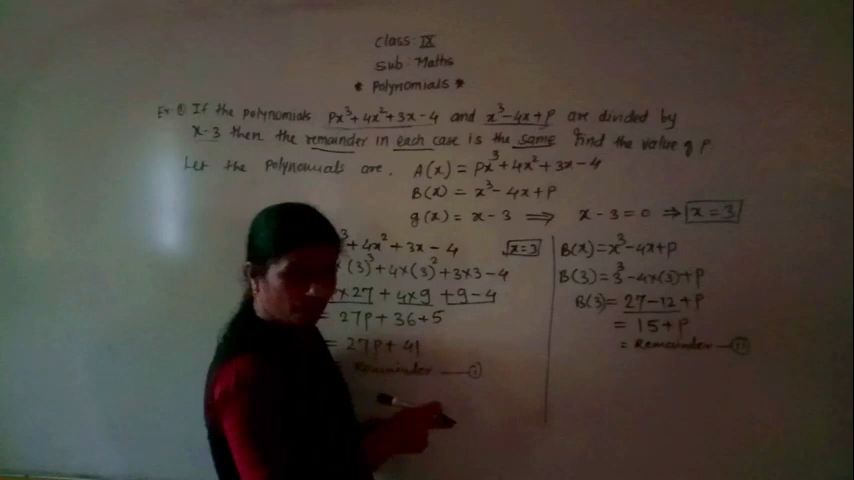 Class: IX
Sub: Maths
* Polynomials *
Ex: ① If the polynomials Px³+4x²+3x-4 and x³-4x+P are divided by
x-3 then the remainder in each case is the same Find the value of P.
Let the polynomials are. A(x) = Px³+4x²+3x-4
B(x) = x³-4x+P
g(x) = x-3 ⟹ x-3=0 ⇒ x=3
³+4x²+3x-4 x=3
×(3)³+4×(3)²+3×3-4
×27 + 4×9 +9-4
= 27P+36+5
= 27P+41
= Remainder —①
B(x)=x³-4x+P
B(3)=3³-4×(3)+P
B(3)= 27-12+P
= 15+P
= Remainder —②